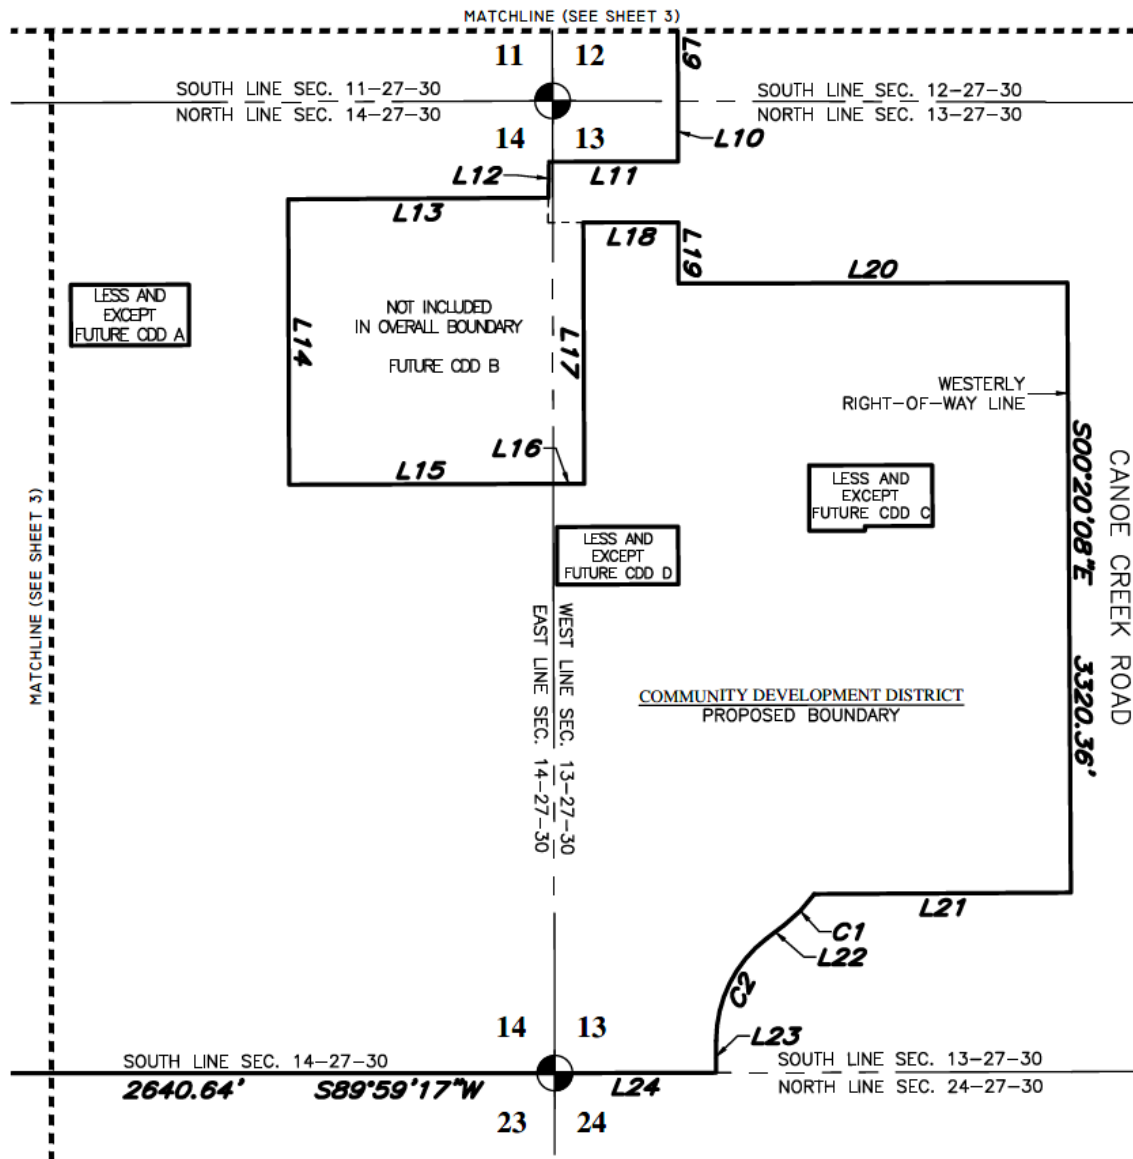 MATCHLINE (SEE SHEET 3)
11
12
L9
SOUTH LINE SEC. 11-27-30
NORTH LINE SEC. 14-27-30
SOUTH LINE SEC. 12-27-30
NORTH LINE SEC. 13-27-30
14
13
L10
L12
L11
L13
L18
L19
L20
LESS AND
EXCEPT
FUTURE CDD A
NOT INCLUDED
IN OVERALL BOUNDARY
FUTURE CDD B
L14
L17
WESTERLY
RIGHT-OF-WAY LINE
L16
L15
LESS AND
EXCEPT
FUTURE CDD C
S00°20'08"E 3320.36'
CANOE CREEK ROAD
MATCHLINE (SEE SHEET 3)
LESS AND
EXCEPT
FUTURE CDD D
WEST LINE SEC. 13-27-30
EAST LINE SEC. 14-27-30
COMMUNITY DEVELOPMENT DISTRICT
PROPOSED BOUNDARY
L21
C1
L22
C2
14
13
L23
SOUTH LINE SEC. 14-27-30
SOUTH LINE SEC. 13-27-30
2640.64' S89°59'17"W
L24
NORTH LINE SEC. 24-27-30
23
24